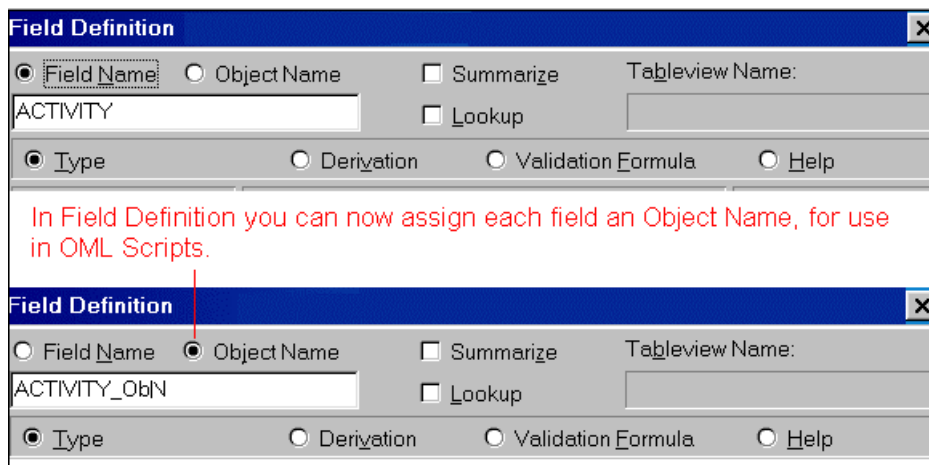 Field Definition
Field Name Object Name Summarize Tableview Name:
ACTIVITY Lookup
Type Derivation Validation Formula Help
In Field Definition you can now assign each field an Object Name, for use
in OML Scripts.
Field Definition
Field Name Object Name Summarize Tableview Name:
ACTIVITY_ObN Lookup
Type Derivation Validation Formula Help